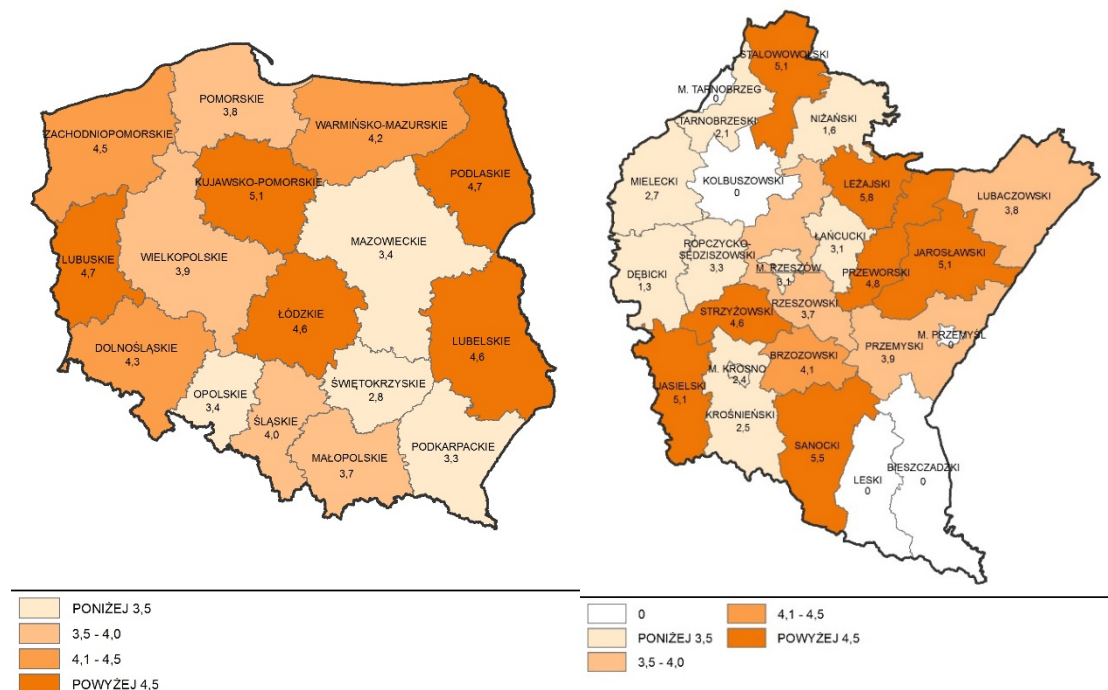 POMORSKIE
3,8
WARMIŃSKO-MAZURSKIE
4,2
ZACHODNIOPOMORSKIE
4,5
KUJAWSKO-POMORSKIE
5,1
PODLASKIE
4,7
MAZOWIECKIE
3,4
LUBUSKIE
4,7
WIELKOPOLSKIE
3,9
ŁÓDZKIE
4,6
LUBELSKIE
4,6
DOLNOŚLĄSKIE
4,3
OPOLSKIE
3,4
ŚWIĘTOKRZYSKIE
2,8
ŚLĄSKIE
4,0
MAŁOPOLSKIE
3,7
PODKARPACKIE
3,3
PONIŻEJ 3,5
3,5 - 4,0
4,1 - 4,5
POWYŻEJ 4,5
STALOWOWOLSKI
5,1
M. TARNOBRZEG
0
TARNOBRZESKI
2,1
NIŻAŃSKI
1,6
MIELECKI
2,7
KOLBUSZOWSKI
0
LEŻAJSKI
5,8
LUBACZOWSKI
3,8
ROPCZYCKO-
SĘDZISZOWSKI
3,3
ŁAŃCUCKI
3,1
JAROSŁAWSKI
5,1
DĘBICKI
1,3
M. RZESZÓW
3,1
PRZEWORSKI
4,8
STRZYŻOWSKI
4,6
RZESZOWSKI
3,7
M. PRZEMYŚL
0
PRZEMYSKI
3,9
JASIELSKI
5,1
M. KROSNO
2,4
BRZOZOWSKI
4,1
KROŚNIEŃSKI
2,5
SANOCKI
5,5
LESKI
0
BIESZCZADZKI
0
0
PONIŻEJ 3,5
3,5 - 4,0
4,1 - 4,5
POWYŻEJ 4,5